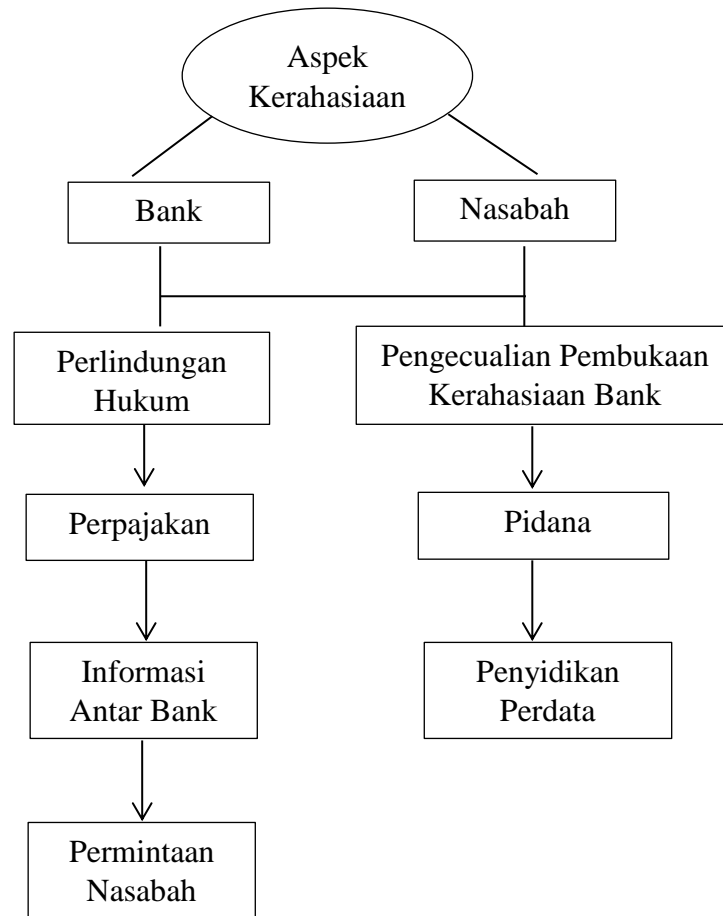 Aspek
Kerahasiaan
Bank
Nasabah
Perlindungan
Hukum
Pengecualian Pembukaan
Kerahasiaan Bank
Perpajakan
Pidana
Informasi
Antar Bank
Penyidikan
Perdata
Permintaan
Nasabah